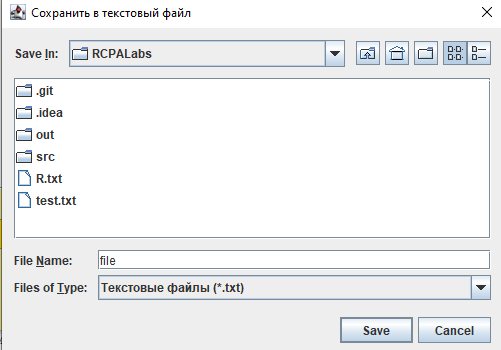 Сохранить в текстовый файл
Save In: RCPALabs
.git
.idea
out
src
R.txt
test.txt
File Name: file
Files of Type: Текстовые файлы (*.txt)
Save Cancel